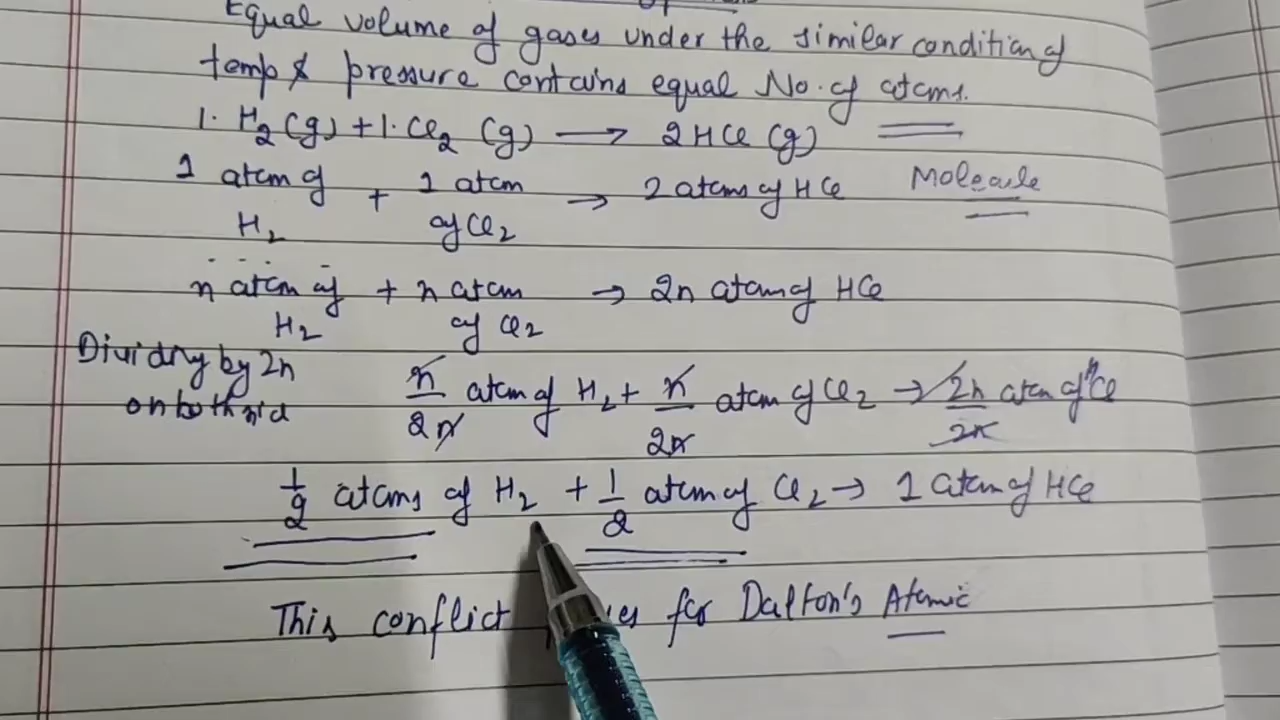 Equal volume of gases under the similar condition of
temp & pressure contains equal No. of atoms.
1. H2 (g) + 1. Cl2 (g) → 2HCl (g)
1 atom of H2 + 1 atom of Cl2 → 2 atoms of HCl Molecule
n atom of H2 + n atom of Cl2 → 2n atom of HCl
Dividing by 2n
on both sid
n/2n atom of H2 + n/2n atom of Cl2 → 2n/2n atom of HCl
1/2 atoms of H2 + 1/2 atom of Cl2 → 1 atom of HCl
This conflict for Dalton's Atomic